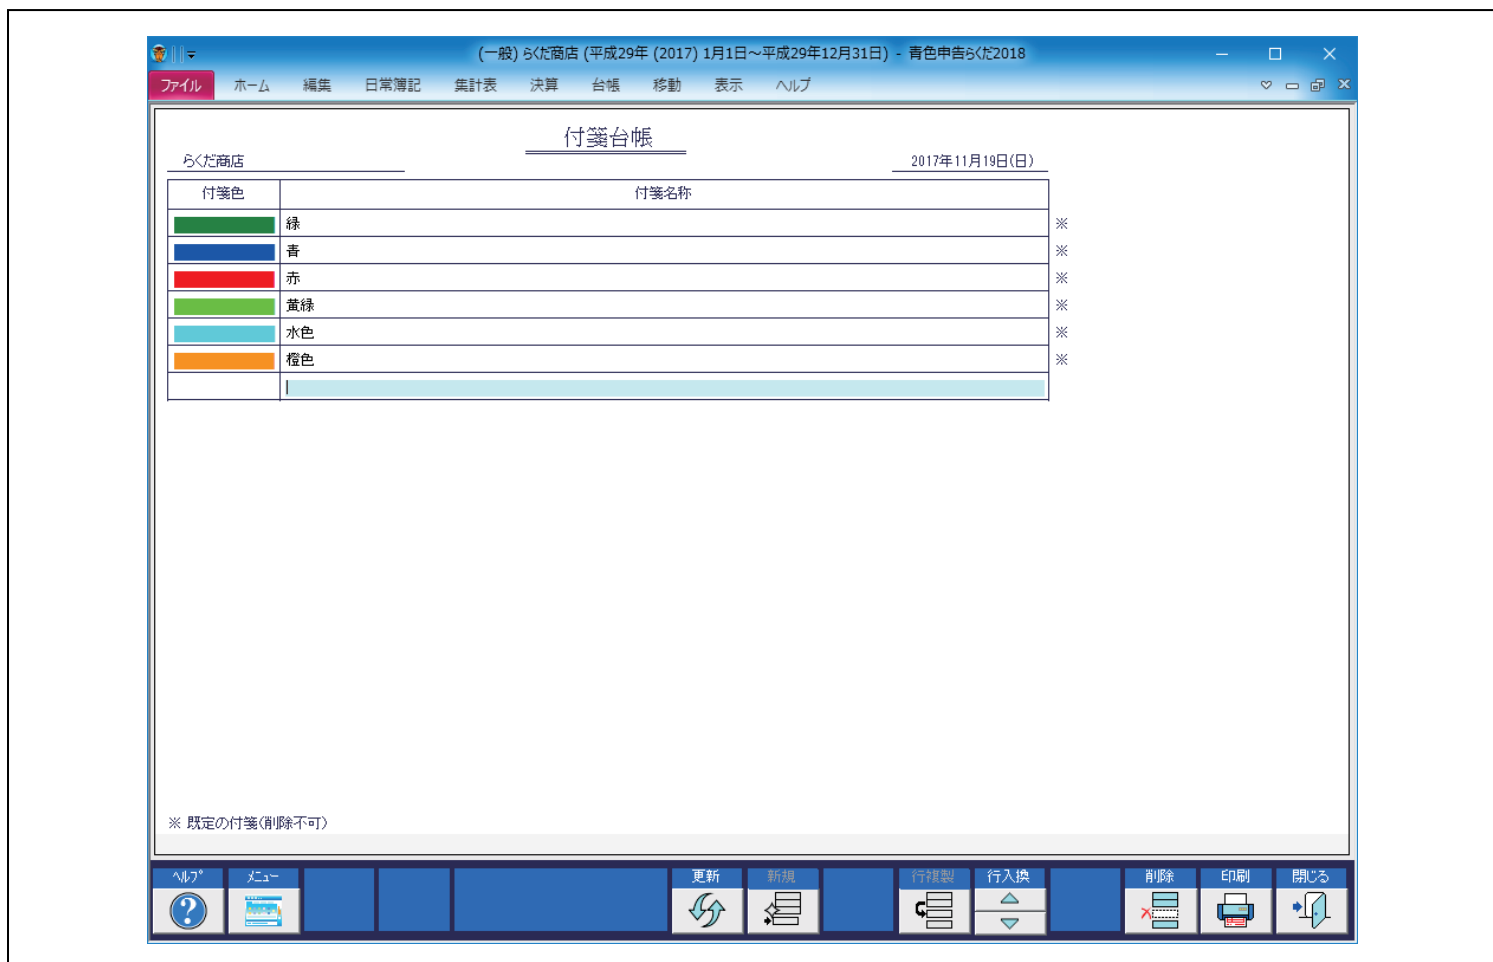 (一般) らくだ商店 (平成29年 (2017) 1月1日～平成29年12月31日) - 青色申告らくだ2018
ファイル ホーム 編集 日常簿記 集計表 決算 台帳 移動 表示 ヘルプ
付箋台帳
らくだ商店 2017年11月19日(日)
付箋色 付箋名称
緑 ※
青 ※
赤 ※
黄緑 ※
水色 ※
橙色 ※
※ 既定の付箋(削除不可)
ヘルプ メニュー 更新 新規 行複製 行入換 削除 印刷 閉じる